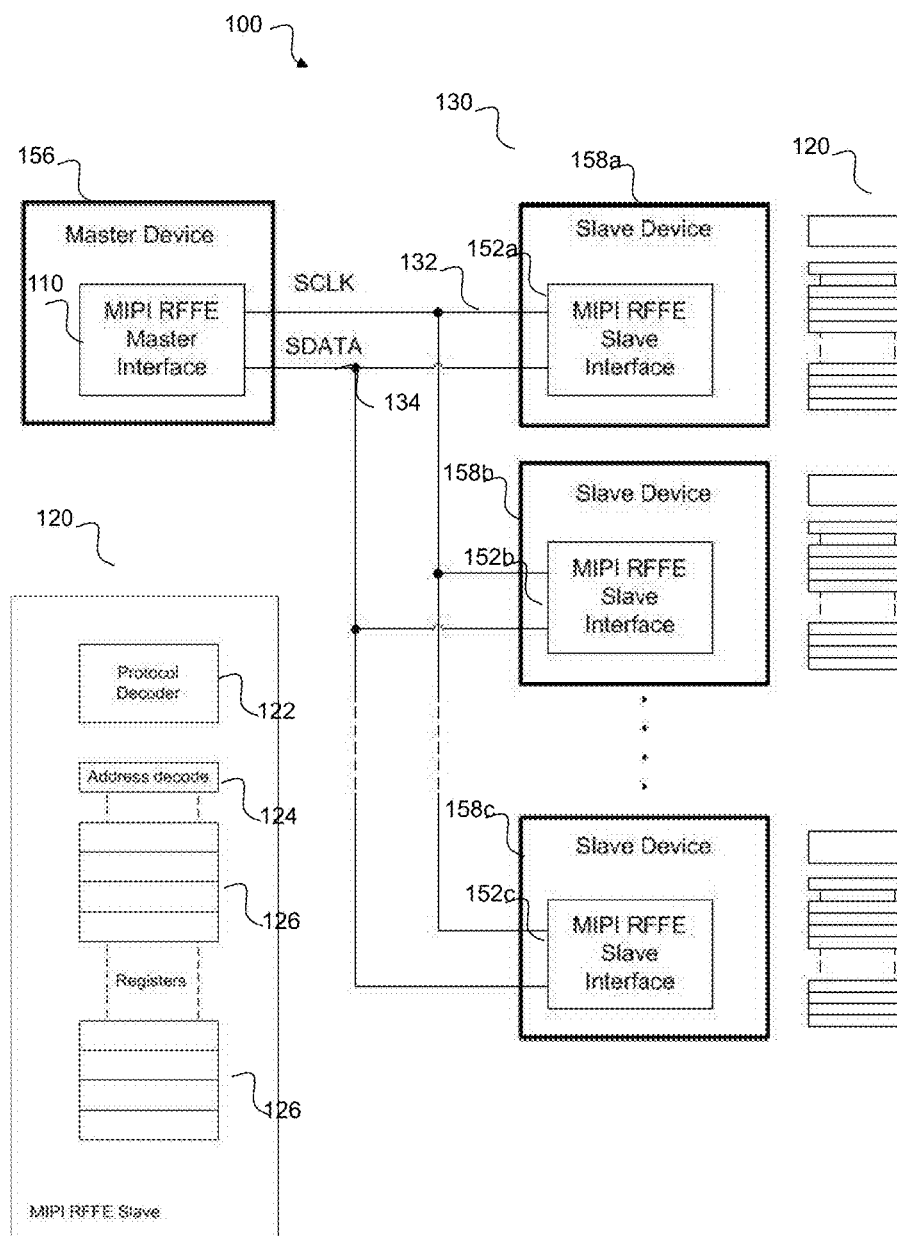 100
130
156
158a
120
Master Device
Slave Device
110
SCLK
132
152a
MIPI RFFE
Master
Interface
MIPI RFFE
Slave
Interface
SDATA
134
158b
Slave Device
120
152b
MIPI RFFE
Slave
Interface
Protocol
Decoder
122
Address decode
124
158c
Slave Device
152c
MIPI RFFE
Slave
Interface
126
Registers
126
MIPI RFFE Slave